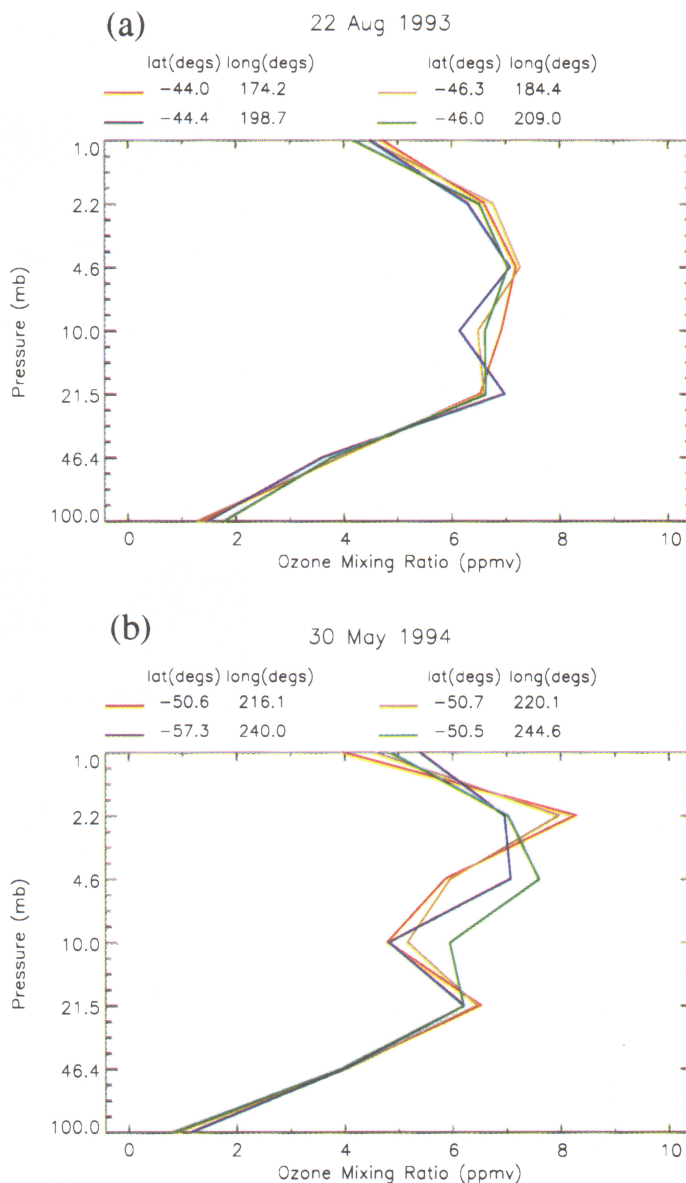 (a)
22 Aug 1993
lat(degs) long(degs) lat(degs) long(degs)
-44.0 174.2 -46.3 184.4
-44.4 198.7 -46.0 209.0
1.0
2.2
4.6
10.0
21.5
46.4
100.0
Pressure (mb)
0 2 4 6 8 10
Ozone Mixing Ratio (ppmv)
(b)
30 May 1994
lat(degs) long(degs) lat(degs) long(degs)
-50.6 216.1 -50.7 220.1
-57.3 240.0 -50.5 244.6
1.0
2.2
4.6
10.0
21.5
46.4
100.0
Pressure (mb)
0 2 4 6 8 10
Ozone Mixing Ratio (ppmv)